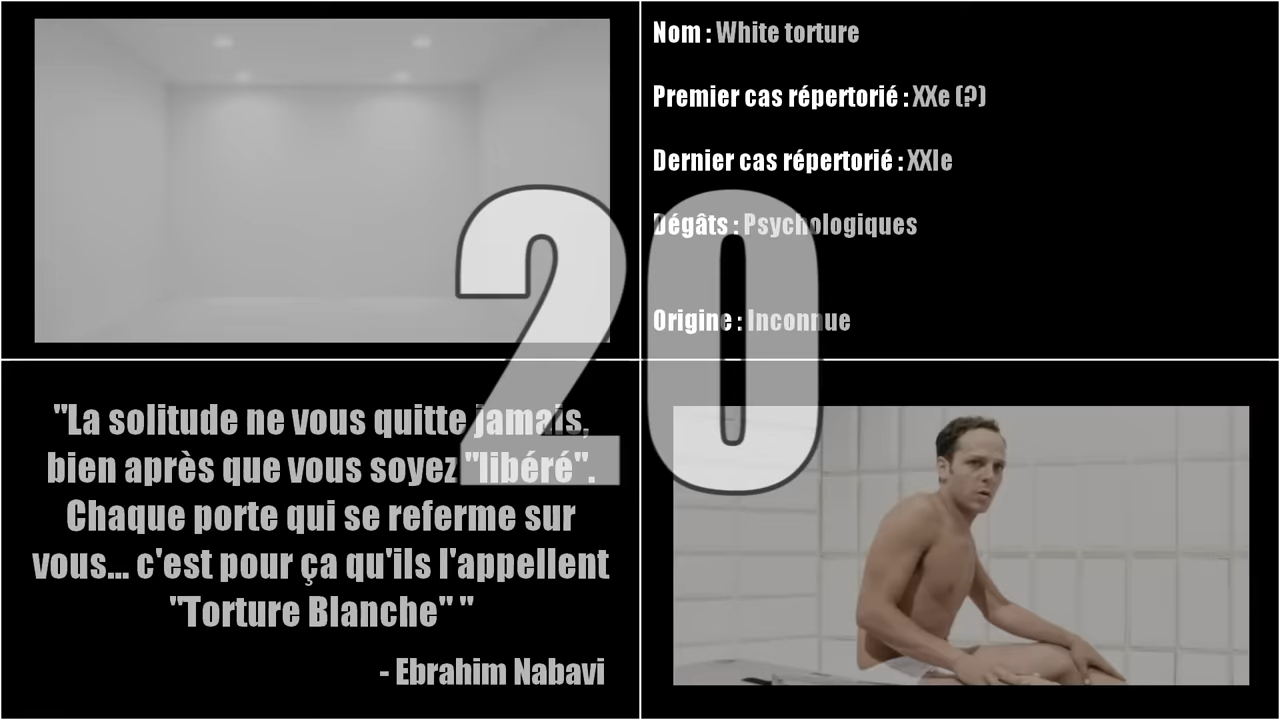 Nom : White torture
Premier cas répertorié : XXe (?)
Dernier cas répertorié : XXIe
Dégâts : Psychologiques
Origine : Inconnue
20
"La solitude ne vous quitte jamais,
bien après que vous soyez "libéré".
Chaque porte qui se referme sur
vous... c'est pour ça qu'ils l'appellent
"Torture Blanche" "
- Ebrahim Nabavi